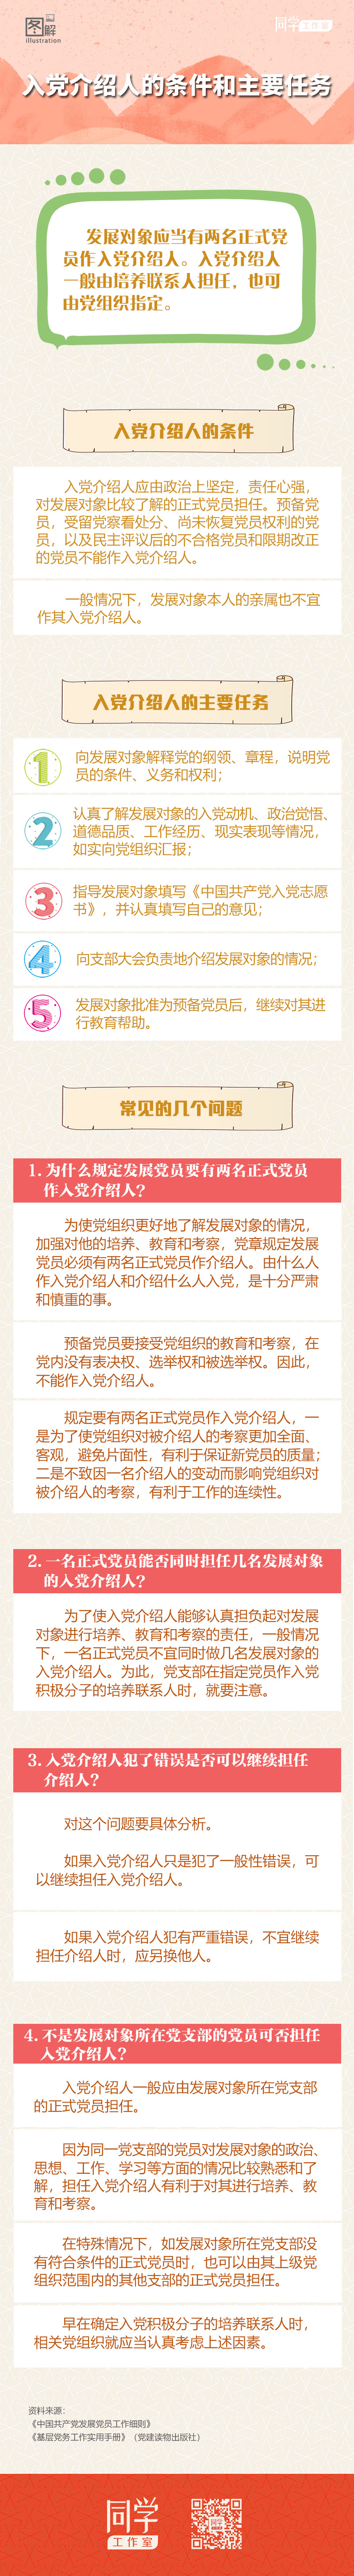 图解
illustration
同学工作室
入党介绍人的条件和主要任务
发展对象应当有两名正式党
员作入党介绍人。入党介绍人
一般由培养联系人担任，也可
由党组织指定。
入党介绍人的条件
入党介绍人应由政治上坚定，责任心强，
对发展对象比较了解的正式党员担任。预备党
员，受留党察看处分、尚未恢复党员权利的党
员，以及民主评议后的不合格党员和限期改正
的党员不能作入党介绍人。
一般情况下，发展对象本人的亲属也不宜
作其入党介绍人。
入党介绍人的主要任务
1 向发展对象解释党的纲领、章程，说明党
员的条件、义务和权利；
2 认真了解发展对象的入党动机、政治觉悟、
道德品质、工作经历、现实表现等情况，
如实向党组织汇报；
3 指导发展对象填写《中国共产党入党志愿
书》，并认真填写自己的意见；
4 向支部大会负责地介绍发展对象的情况；
5 发展对象批准为预备党员后，继续对其进
行教育帮助。
常见的几个问题
1. 为什么规定发展党员要有两名正式党员
作入党介绍人？
为使党组织更好地了解发展对象的情况，
加强对他的培养、教育和考察，党章规定发展
党员必须有两名正式党员作介绍人。由什么人
作入党介绍人和介绍什么人入党，是十分严肃
和慎重的事。
预备党员要接受党组织的教育和考察，在
党内没有表决权、选举权和被选举权。因此，
不能作入党介绍人。
规定要有两名正式党员作入党介绍人，一
是为了使党组织对被介绍人的考察更加全面、
客观，避免片面性，有利于保证新党员的质量；
二是不致因一名介绍人的变动而影响党组织对
被介绍人的考察，有利于工作的连续性。
2. 一名正式党员能否同时担任几名发展对象
的入党介绍人？
为了使入党介绍人能够认真担负起对发展
对象进行培养、教育和考察的责任，一般情况
下，一名正式党员不宜同时做几名发展对象的
入党介绍人。为此，党支部在指定党员作入党
积极分子的培养联系人时，就要注意。
3. 入党介绍人犯了错误是否可以继续担任
介绍人？
对这个问题要具体分析。
如果入党介绍人只是犯了一般性错误，可
以继续担任入党介绍人。
如果入党介绍人犯有严重错误，不宜继续
担任介绍人时，应另换他人。
4. 不是发展对象所在党支部的党员可否担任
入党介绍人？
入党介绍人一般应由发展对象所在党支部
的正式党员担任。
因为同一党支部的党员对发展对象的政治、
思想、工作、学习等方面的情况比较熟悉和了
解，担任入党介绍人有利于对其进行培养、教
育和考察。
在特殊情况下，如发展对象所在党支部没
有符合条件的正式党员时，也可以由其上级党
组织范围内的其他支部的正式党员担任。
早在确定入党积极分子的培养联系人时，
相关党组织就应当认真考虑上述因素。
资料来源：
《中国共产党发展党员工作细则》
《基层党务工作实用手册》（党建读物出版社）
同学
工作室